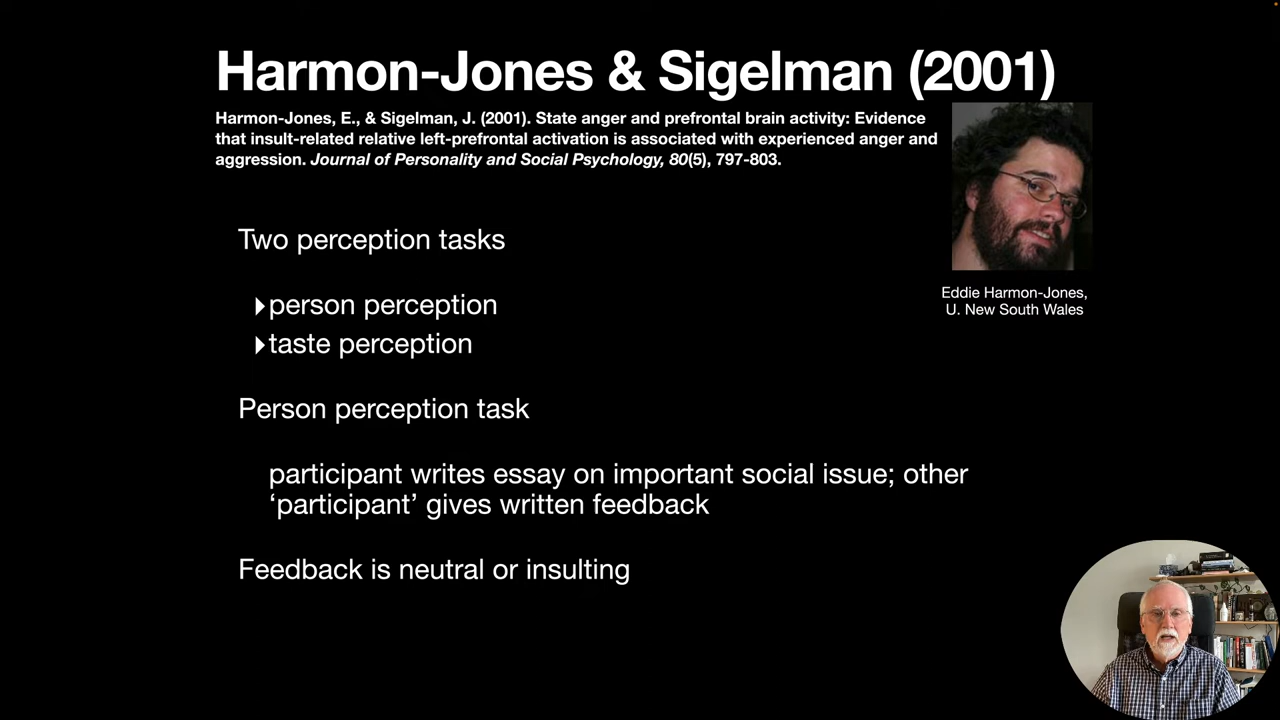 Harmon-Jones & Sigelman (2001)
Harmon-Jones, E., & Sigelman, J. (2001). State anger and prefrontal brain activity: Evidence
that insult-related relative left-prefrontal activation is associated with experienced anger and
aggression. Journal of Personality and Social Psychology, 80(5), 797-803.
Eddie Harmon-Jones,
U. New South Wales
Two perception tasks
person perception
taste perception
Person perception task
participant writes essay on important social issue; other
‘participant’ gives written feedback
Feedback is neutral or insulting